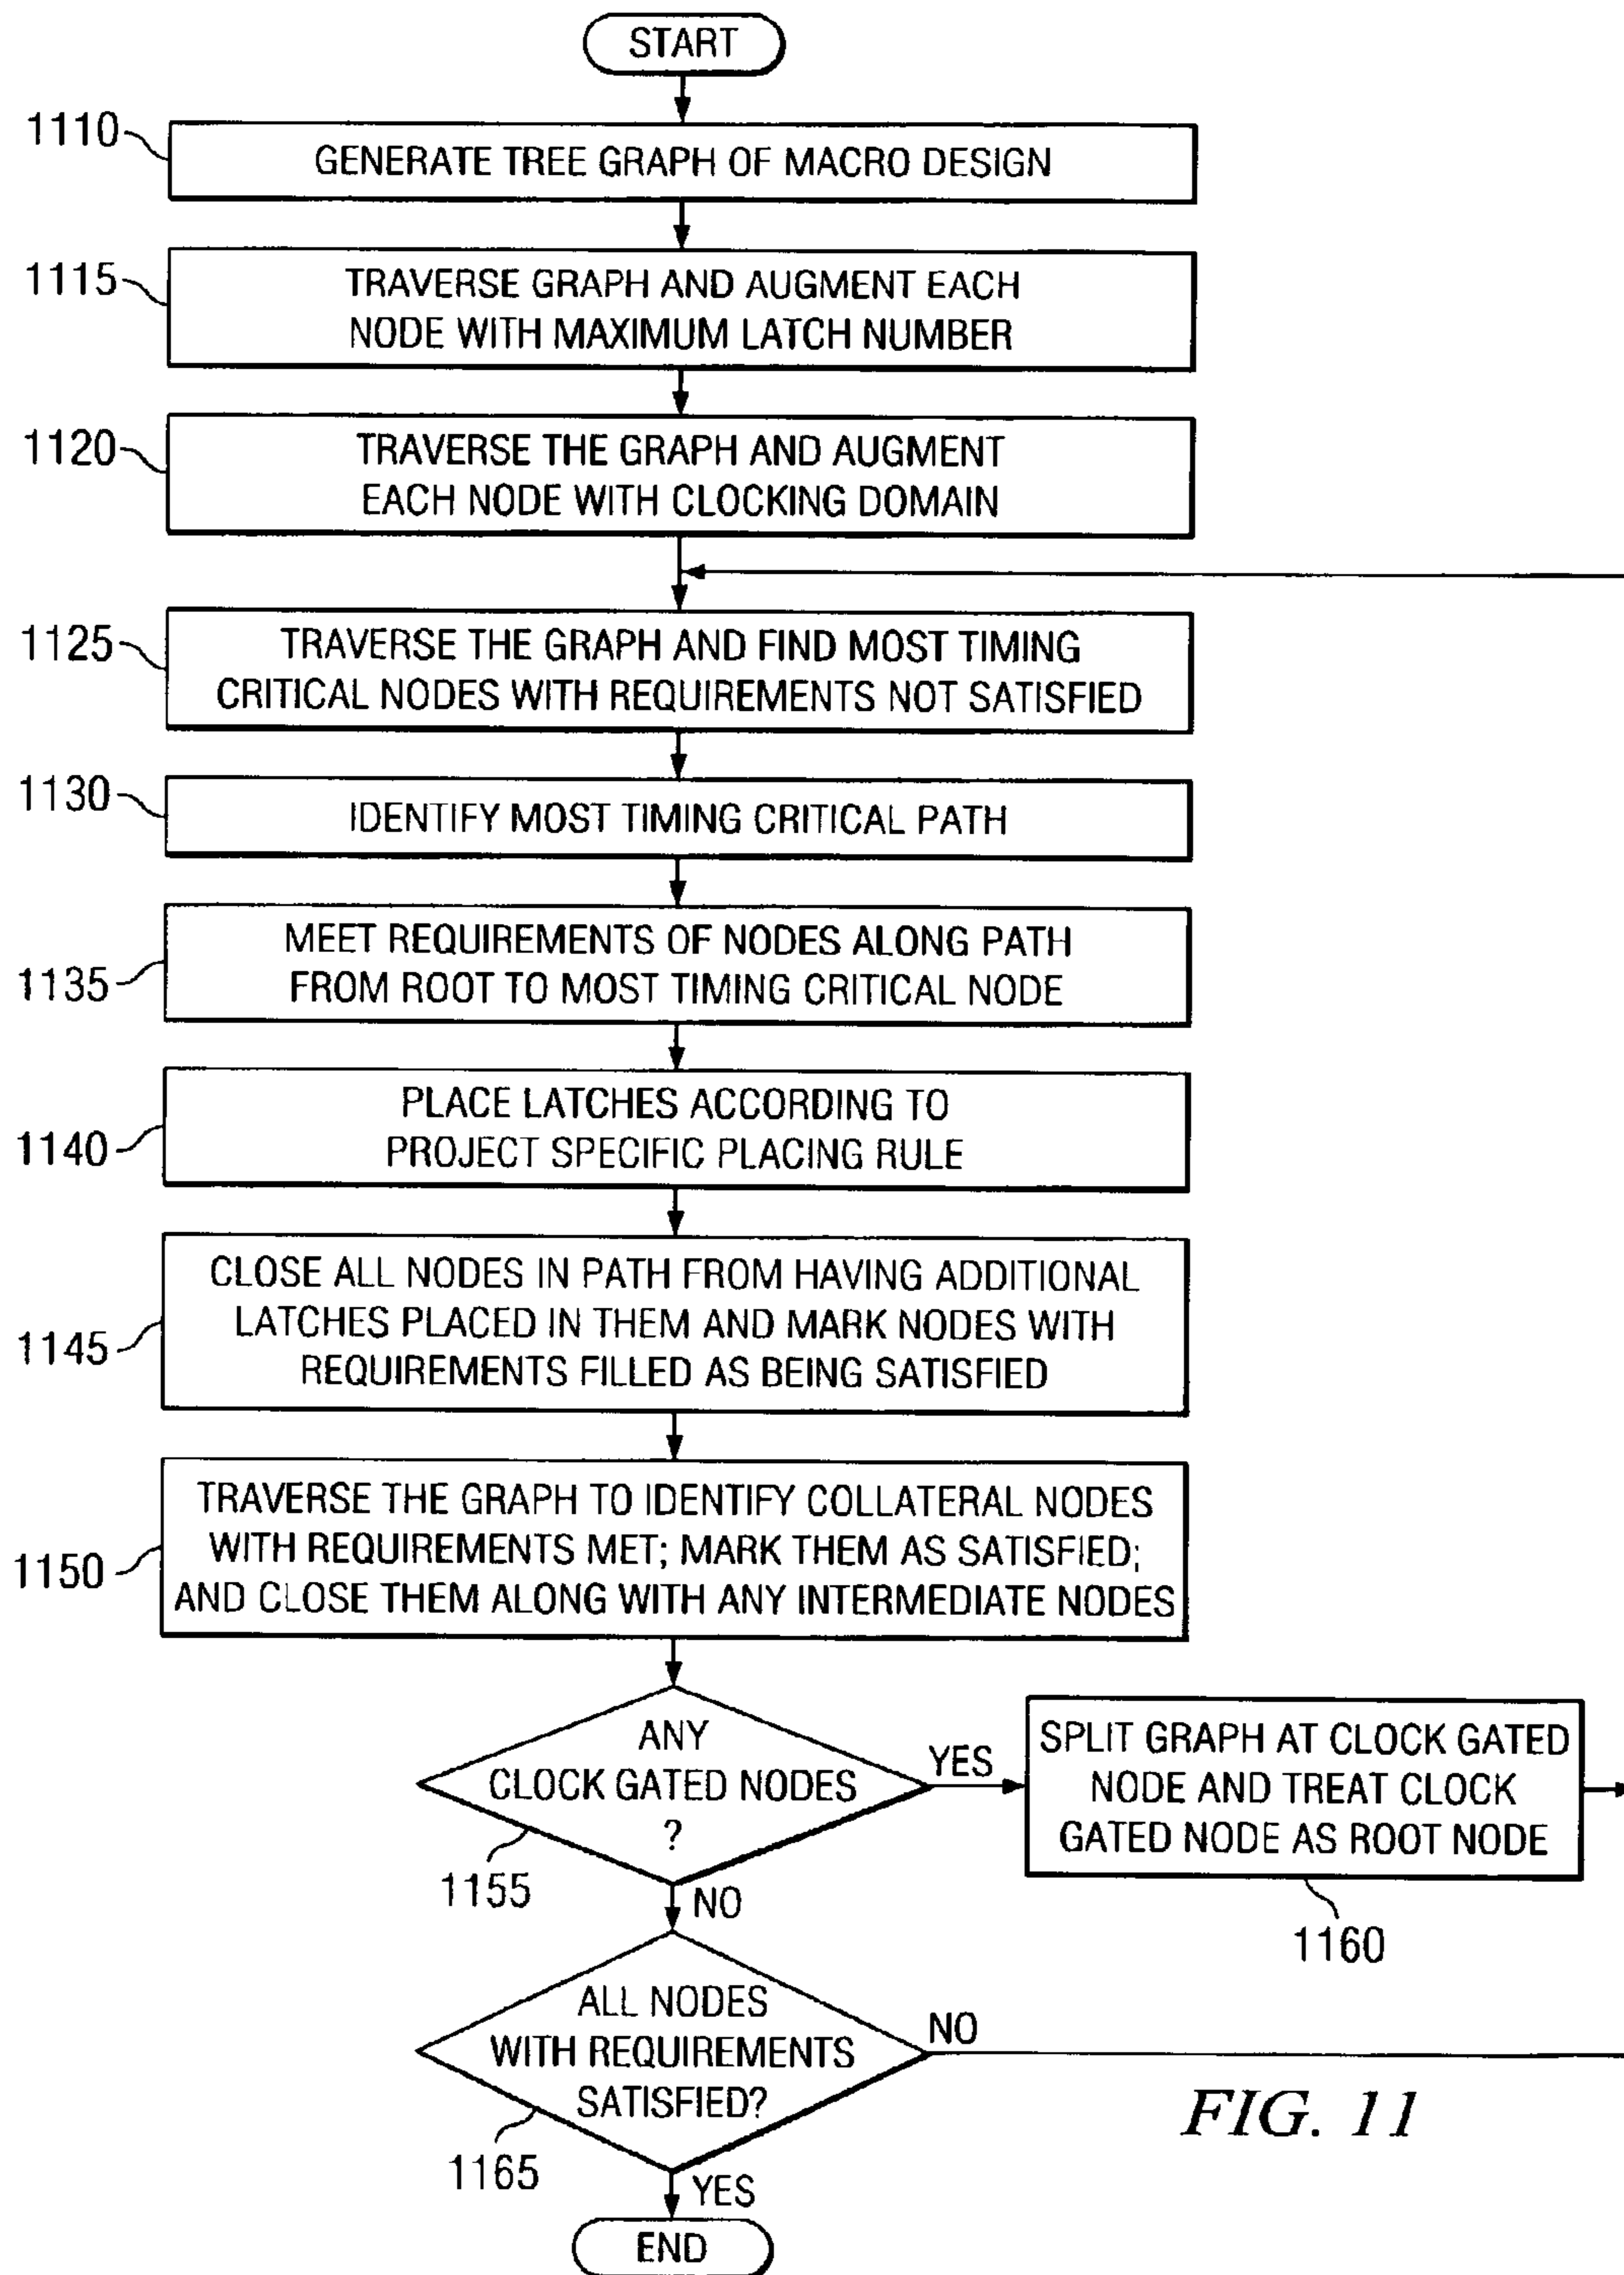 START
1110
GENERATE TREE GRAPH OF MACRO DESIGN
1115
TRAVERSE GRAPH AND AUGMENT EACH
NODE WITH MAXIMUM LATCH NUMBER
1120
TRAVERSE THE GRAPH AND AUGMENT
EACH NODE WITH CLOCKING DOMAIN
1125
TRAVERSE THE GRAPH AND FIND MOST TIMING
CRITICAL NODES WITH REQUIREMENTS NOT SATISFIED
1130
IDENTIFY MOST TIMING CRITICAL PATH
1135
MEET REQUIREMENTS OF NODES ALONG PATH
FROM ROOT TO MOST TIMING CRITICAL NODE
1140
PLACE LATCHES ACCORDING TO
PROJECT SPECIFIC PLACING RULE
1145
CLOSE ALL NODES IN PATH FROM HAVING ADDITIONAL
LATCHES PLACED IN THEM AND MARK NODES WITH
REQUIREMENTS FILLED AS BEING SATISFIED
1150
TRAVERSE THE GRAPH TO IDENTIFY COLLATERAL NODES
WITH REQUIREMENTS MET; MARK THEM AS SATISFIED;
AND CLOSE THEM ALONG WITH ANY INTERMEDIATE NODES
ANY
CLOCK GATED NODES
?
1155
YES
SPLIT GRAPH AT CLOCK GATED
NODE AND TREAT CLOCK
GATED NODE AS ROOT NODE
1160
NO
ALL NODES
WITH REQUIREMENTS
SATISFIED?
1165
NO
YES
END
FIG. 11